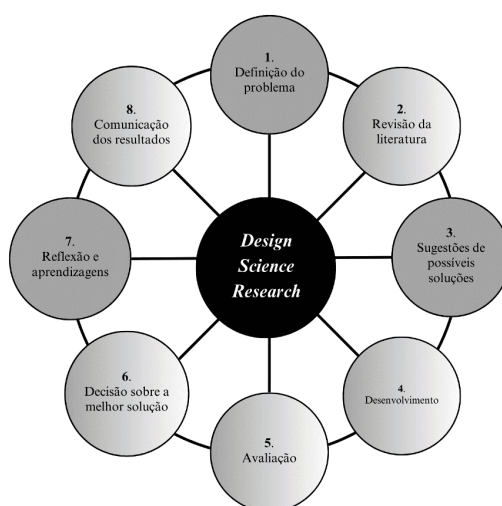 1.
Definição do
problema
2.
Revisão da
literatura
3.
Sugestões de
possíveis
soluções
4.
Desenvolvimento
5.
Avaliação
6.
Decisão sobre a
melhor solução
7.
Reflexão e
aprendizagens
8.
Comunicação
dos resultados
Design
Science
Research